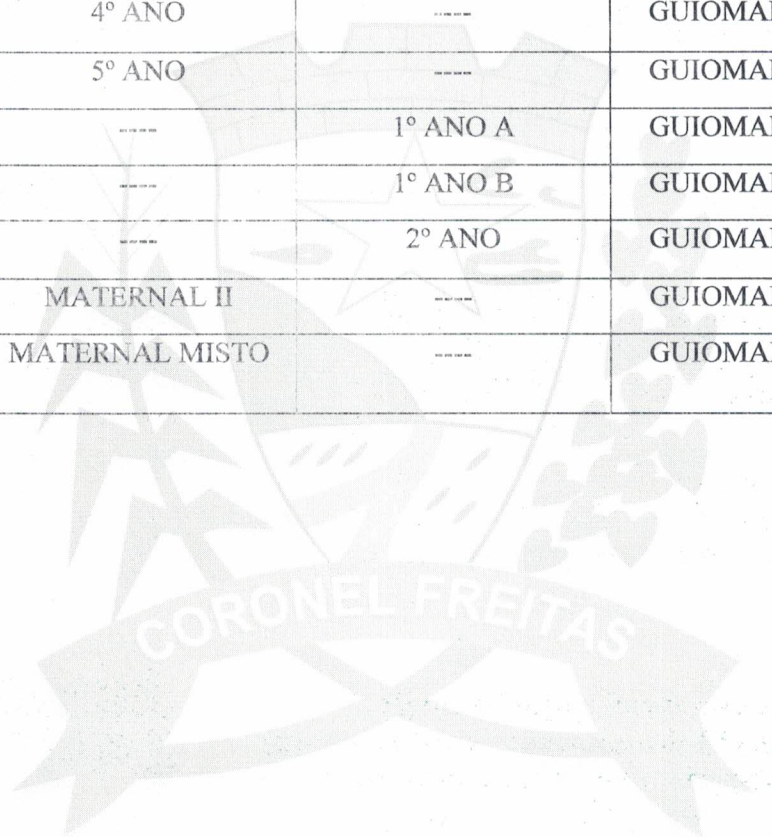 4º ANO ---- GUIOMA
5º ANO ---- GUIOMA
---- 1º ANO A GUIOMA
---- 1º ANO B GUIOMA
---- 2º ANO GUIOMA
MATERNAL II ---- GUIOMA
MATERNAL MISTO ---- GUIOMA
CORONEL FREITAS